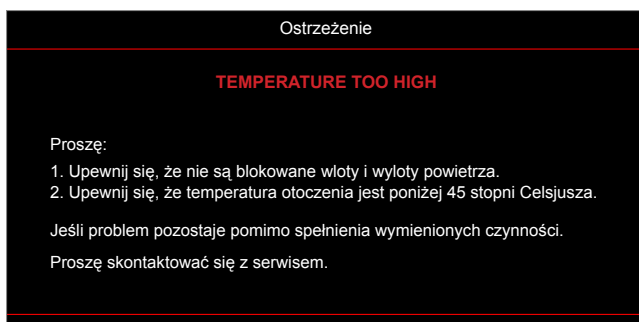 Ostrzeżenie
TEMPERATURE TOO HIGH
Proszę:
1. Upewnij się, że nie są blokowane wloty i wyloty powietrza.
2. Upewnij się, że temperatura otoczenia jest poniżej 45 stopni Celsjusza.
Jeśli problem pozostaje pomimo spełnienia wymienionych czynności.
Proszę skontaktować się z serwisem.